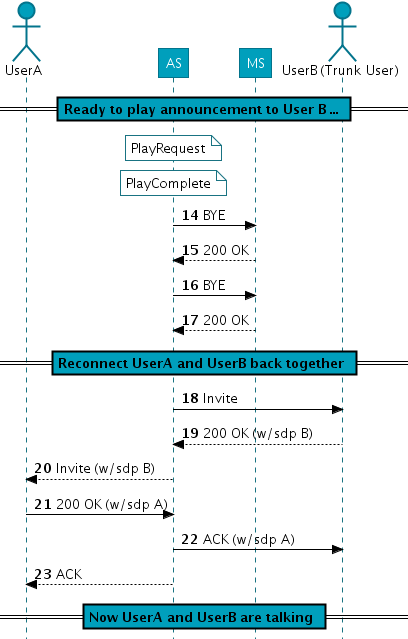 UserA
AS
MS
UserB (Trunk User)
Ready to play announcement to User B ...
PlayRequest
PlayComplete
14 BYE
15 200 OK
16 BYE
17 200 OK
Reconnect UserA and UserB back together
18 Invite
19 200 OK (w/sdp B)
20 Invite (w/sdp B)
21 200 OK (w/sdp A)
22 ACK (w/sdp A)
23 ACK
Now UserA and UserB are talking